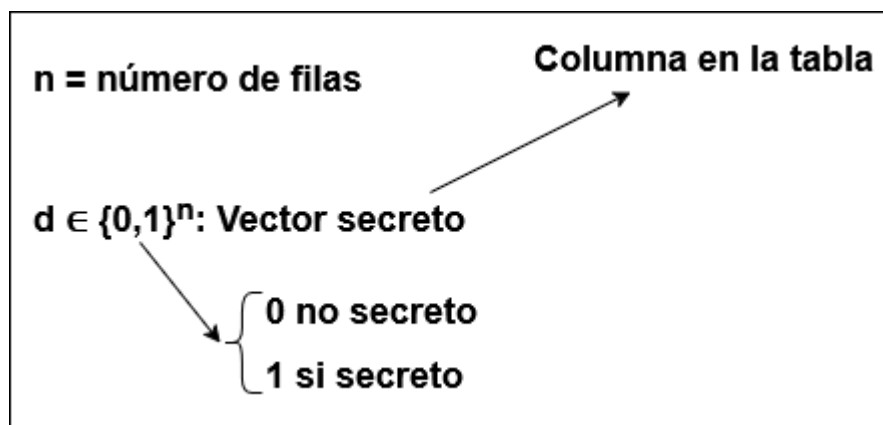 n = número de filas
Columna en la tabla
d ∈ {0,1}ⁿ: Vector secreto
0 no secreto
1 si secreto